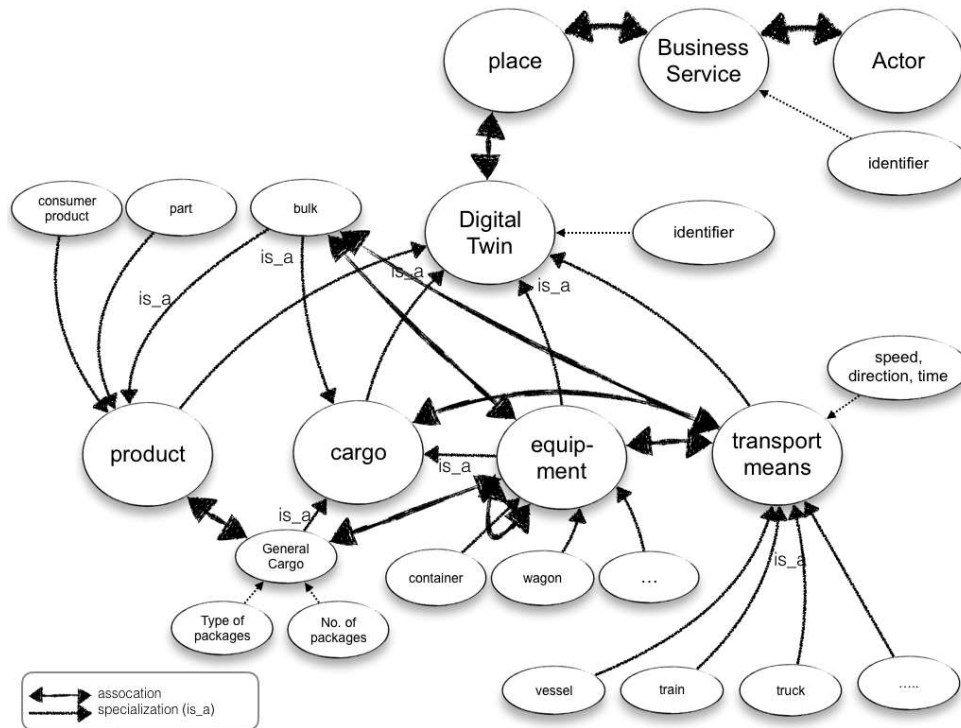 place
Business
Service
Actor
identifier
consumer
product
part
bulk
Digital
Twin
identifier
is_a
is_a
is_a
is_a
speed,
direction, time
product
cargo
equip-
ment
transport
means
is_a
is_a
General
Cargo
container
wagon
...
is_a
Type of
packages
No. of
packages
vessel
train
truck
.....
assocation
specialization (is_a)